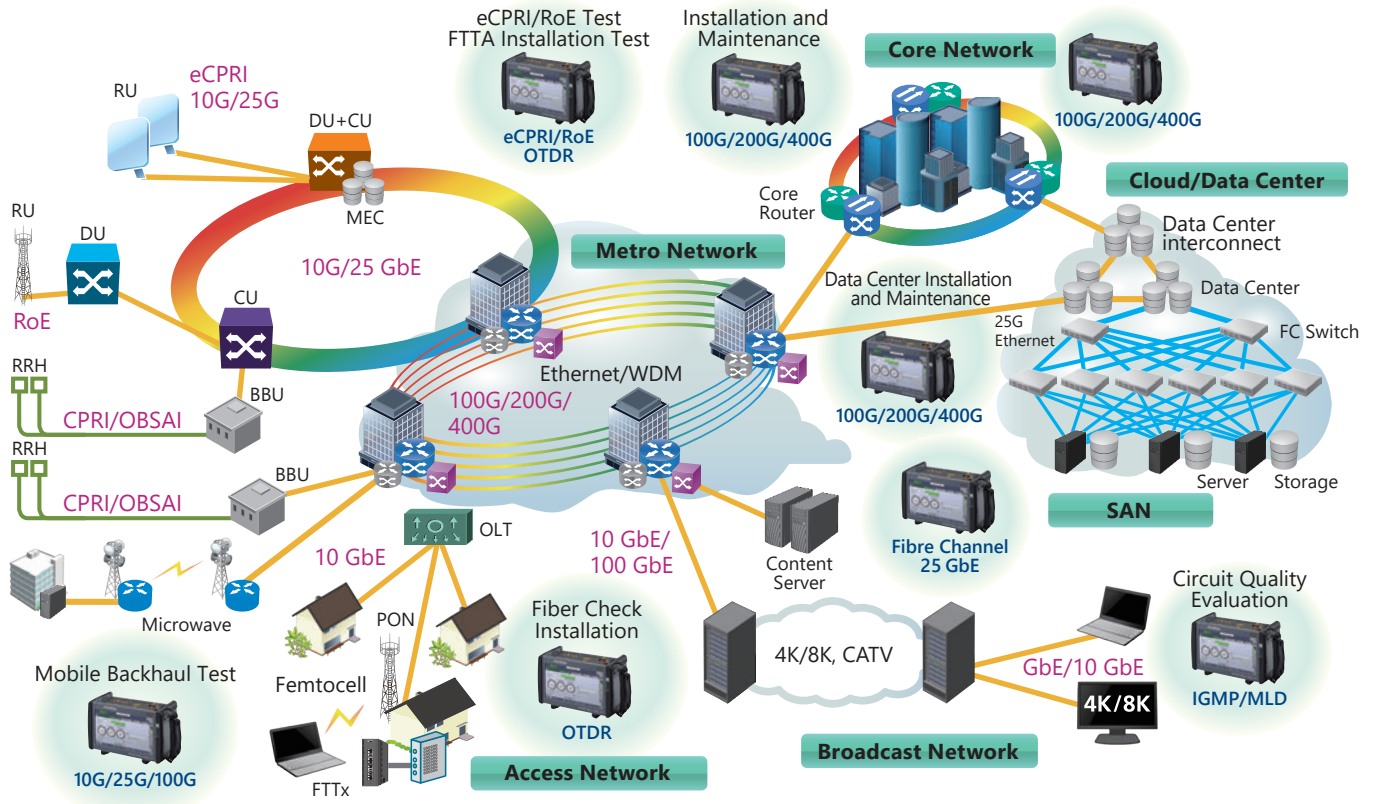 eCPRI/RoE Test
FTTA Installation Test
eCPRI/RoE
OTDR
Installation and
Maintenance
100G/200G/400G
Core Network
100G/200G/400G
RU
eCPRI
10G/25G
DU+CU
MEC
Core
Router
Cloud/Data Center
Data Center
interconnect
RU
DU
RoE
10G/25 GbE
CU
Metro Network
Data Center Installation
and Maintenance
100G/200G/400G
Data Center
25G
Ethernet
FC Switch
RRH
CPRI/OBSAI
BBU
Ethernet/WDM
100G/200G/
400G
RRH
CPRI/OBSAI
BBU
Server
Storage
SAN
Fibre Channel
25 GbE
OLT
10 GbE
10 GbE/
100 GbE
Content
Server
Microwave
PON
Femtocell
FTTx
Fiber Check
Installation
OTDR
4K/8K, CATV
Circuit Quality
Evaluation
IGMP/MLD
GbE/10 GbE
4K/8K
Mobile Backhaul Test
10G/25G/100G
Access Network
Broadcast Network